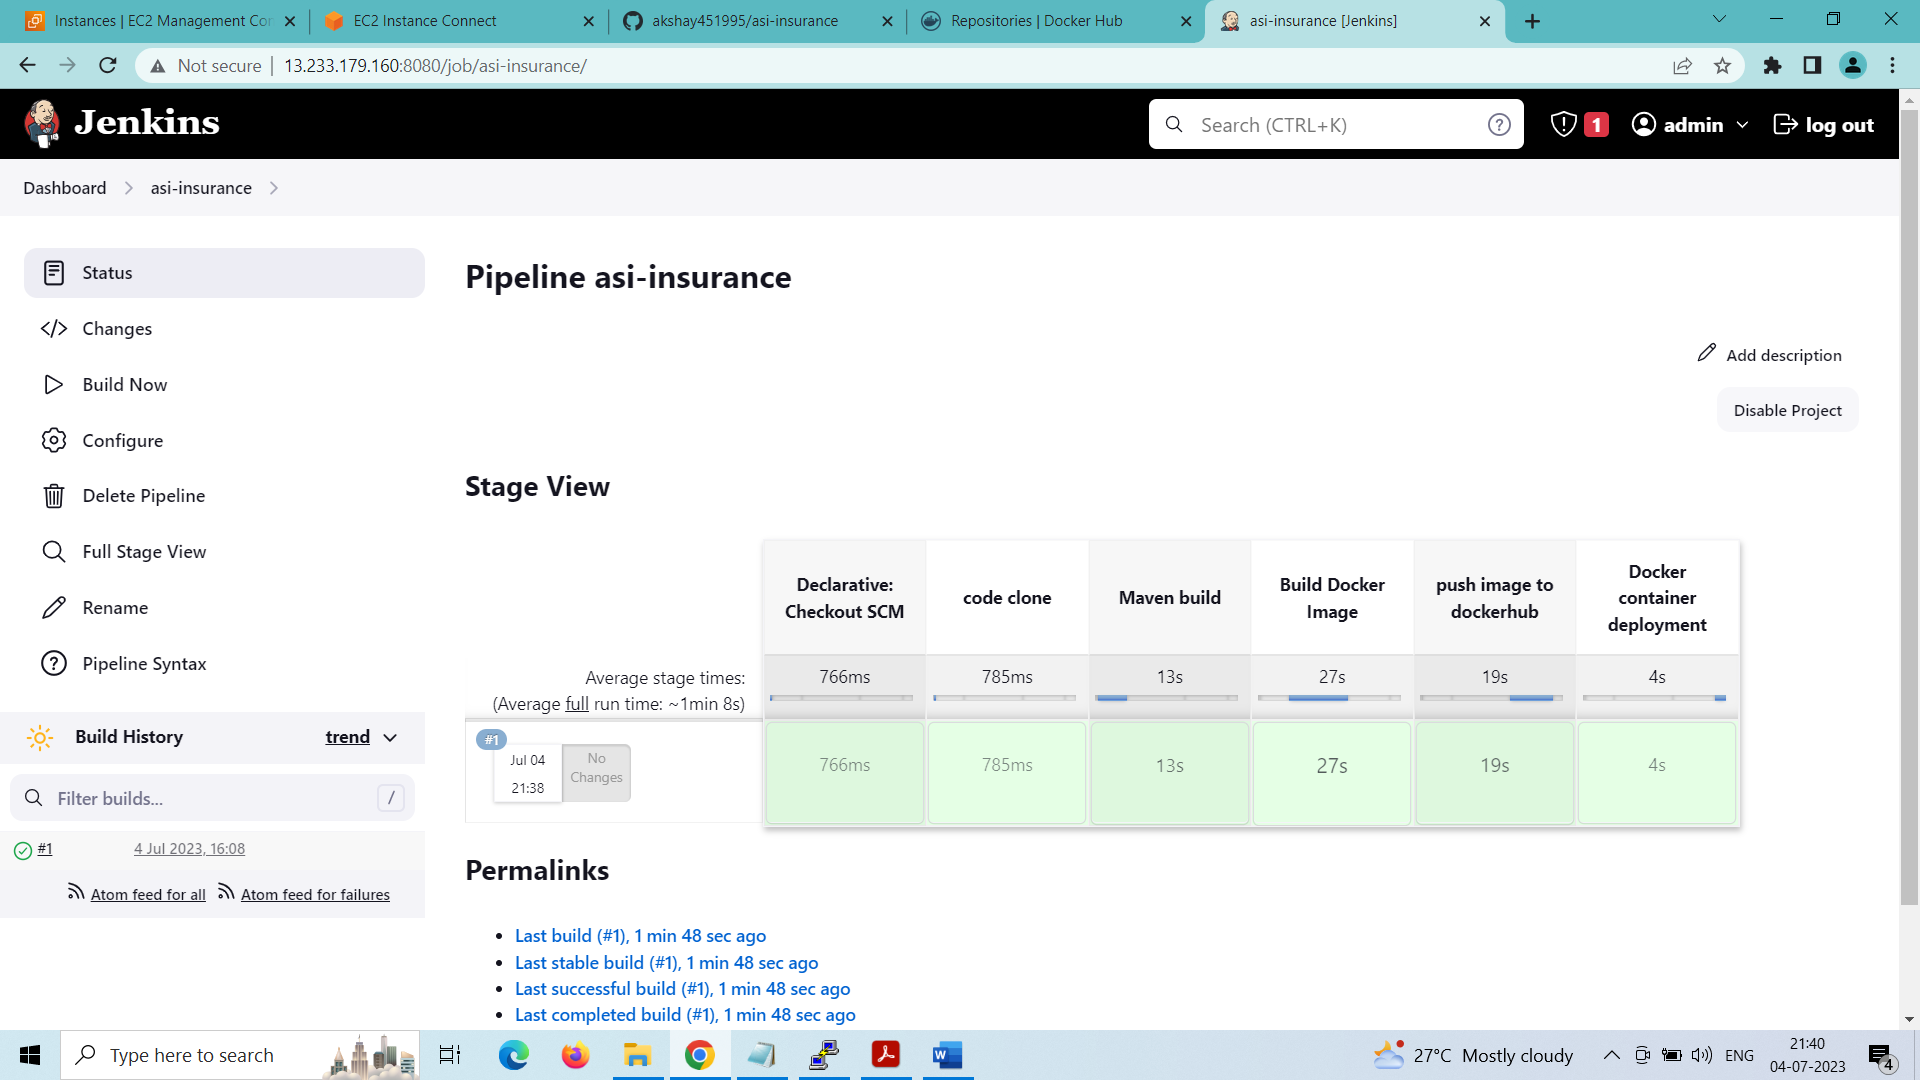 Instances | EC2 Management Con
EC2 Instance Connect
akshay451995/asi-insurance
Repositories | Docker Hub
asi-insurance [Jenkins]
Not secure
13.233.179.160:8080/job/asi-insurance/
Jenkins
Search (CTRL+K)
?
1
admin
log out
Dashboard
asi-insurance
Status
Changes
Build Now
Configure
Delete Pipeline
Full Stage View
Rename
Pipeline Syntax
Build History
trend
Filter builds...
/
#1
4 Jul 2023, 16:08
Atom feed for all
Atom feed for failures
Pipeline asi-insurance
Add description
Disable Project
Stage View
Declarative:
Checkout SCM
code clone
Maven build
Build Docker
Image
push image to
dockerhub
Docker
container
deployment
Average stage times:
(Average full run time: ~1min 8s)
766ms
785ms
13s
27s
19s
4s
#1
Jul 04
21:38
No
Changes
766ms
785ms
13s
27s
19s
4s
Permalinks
Last build (#1), 1 min 48 sec ago
Last stable build (#1), 1 min 48 sec ago
Last successful build (#1), 1 min 48 sec ago
Last completed build (#1), 1 min 48 sec ago
Type here to search
27°C Mostly cloudy
ENG
21:40
04-07-2023
4